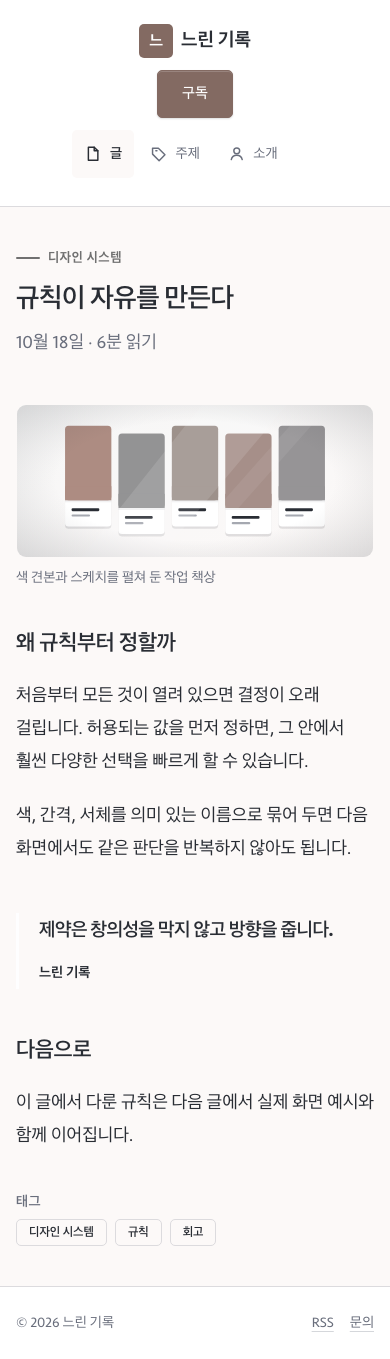 느 느린 기록
구독
글 주제 소개
디자인 시스템
규칙이 자유를 만든다
10월 18일 · 6분 읽기
색 견본과 스케치를 펼쳐 둔 작업 책상
왜 규칙부터 정할까
처음부터 모든 것이 열려 있으면 결정이 오래
걸립니다. 허용되는 값을 먼저 정하면, 그 안에서
훨씬 다양한 선택을 빠르게 할 수 있습니다.
색, 간격, 서체를 의미 있는 이름으로 묶어 두면 다음
화면에서도 같은 판단을 반복하지 않아도 됩니다.
제약은 창의성을 막지 않고 방향을 줍니다.
느린 기록
다음으로
이 글에서 다룬 규칙은 다음 글에서 실제 화면 예시와
함께 이어집니다.
태그
디자인 시스템 규칙 회고
© 2026 느린 기록 RSS 문의